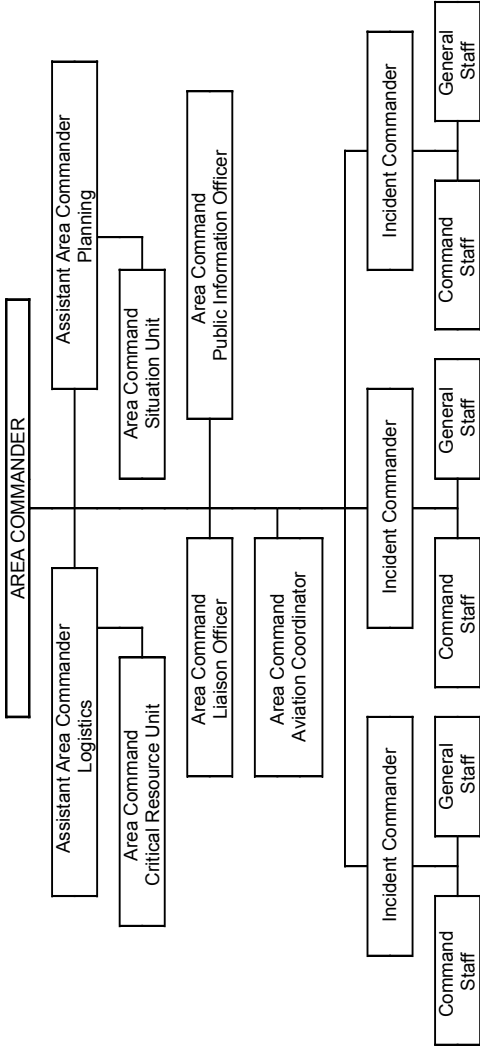 AREA COMMANDER
Assistant Area Commander
Logistics
Assistant Area Commander
Planning
Area Command
Critical Resource Unit
Area Command
Situation Unit
Area Command
Liaison Officer
Area Command
Public Information Officer
Area Command
Aviation Coordinator
Incident Commander
Incident Commander
Incident Commander
Command
Staff
General
Staff
Command
Staff
General
Staff
Command
Staff
General
Staff